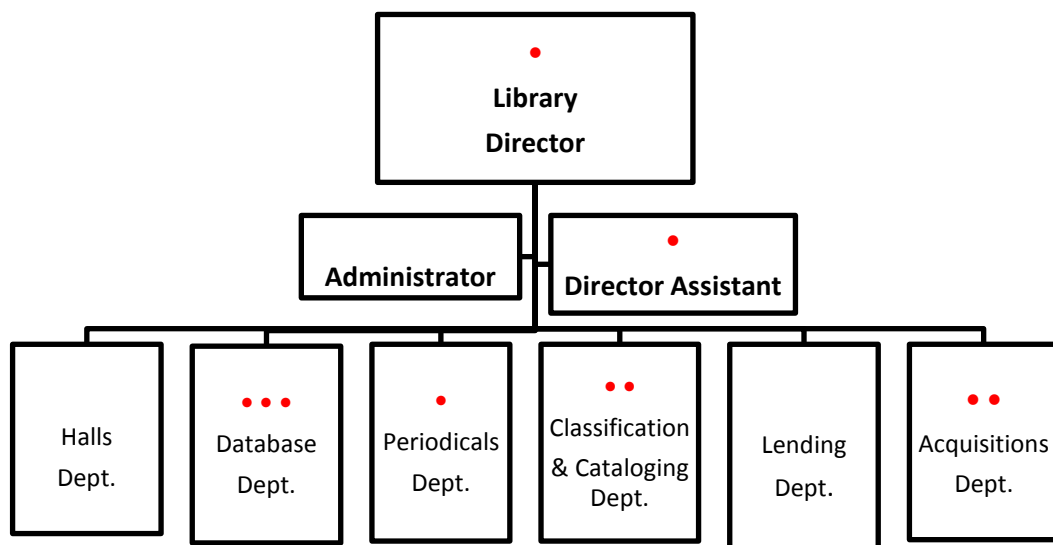 Library
Director
Administrator
Director Assistant
Halls
Dept.
Database
Dept.
Periodicals
Dept.
Classification
& Cataloging
Dept.
Lending
Dept.
Acquisitions
Dept.